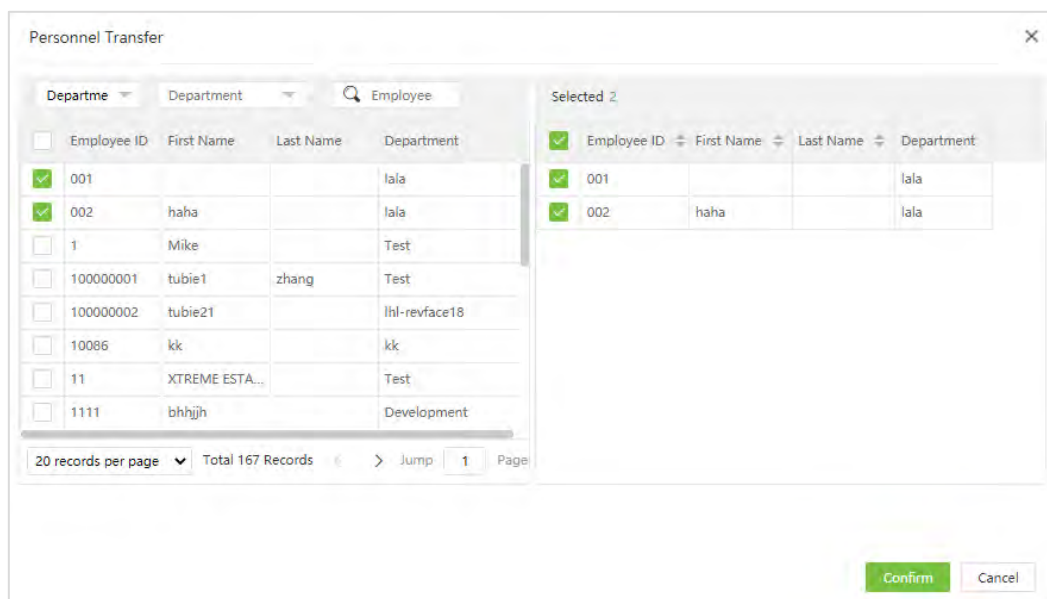 Personnel Transfer
Departme Department Employee
Employee ID First Name Last Name Department
001 lala
002 haha lala
1 Mike Test
100000001 tubie1 zhang Test
100000002 tubie21 lhl-revface18
10086 kk kk
11 XTREME ESTA... Test
1111 bhhjjh Development
20 records per page Total 167 Records < > Jump 1 Page
Selected 2
Employee ID First Name Last Name Department
001 lala
002 haha lala
Confirm Cancel